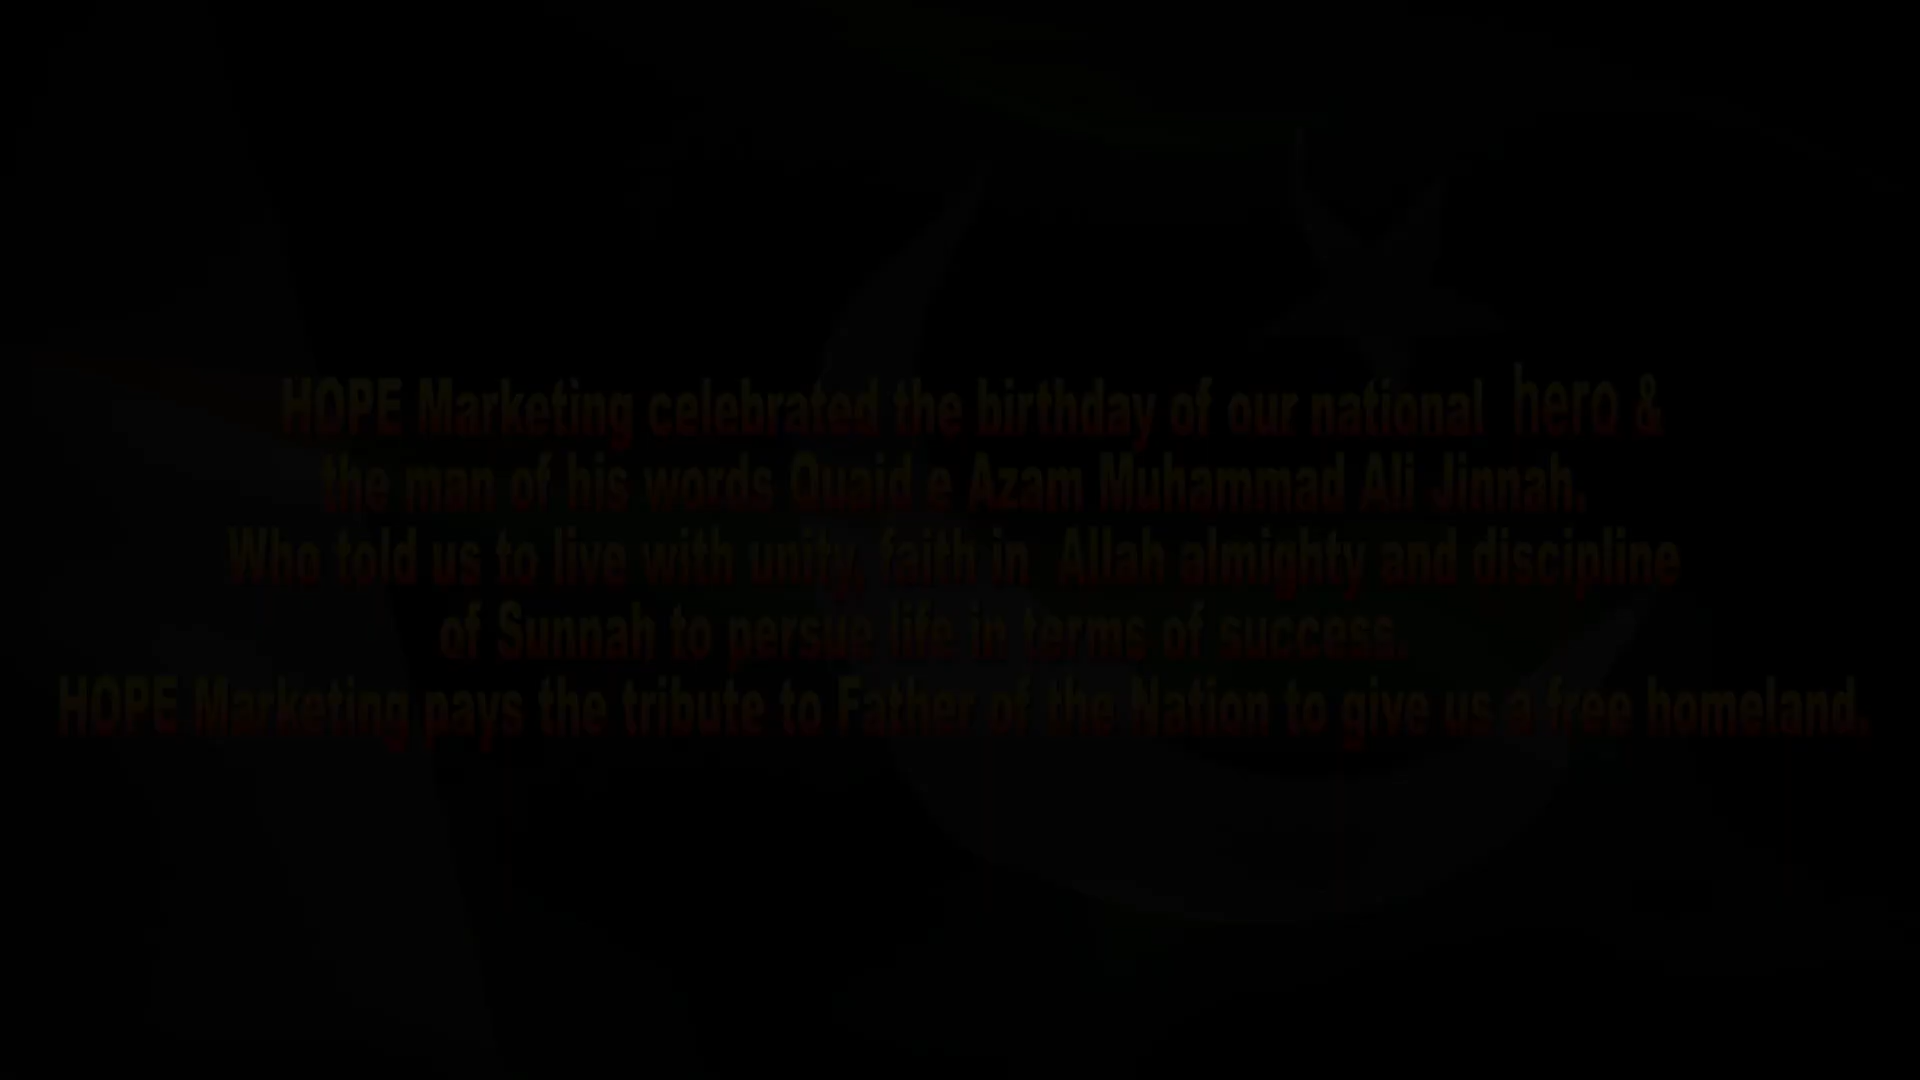 HOPE Marketing celebrated the birthday of our national hero &
the man of his words Quaid e Azam Muhammad Ali Jinnah.
Who told us to live with unity, faith in Allah almighty and discipline
of Sunnah to persue life in terms of success.
HOPE Marketing pays the tribute to Father of the Nation to give us a free homeland.